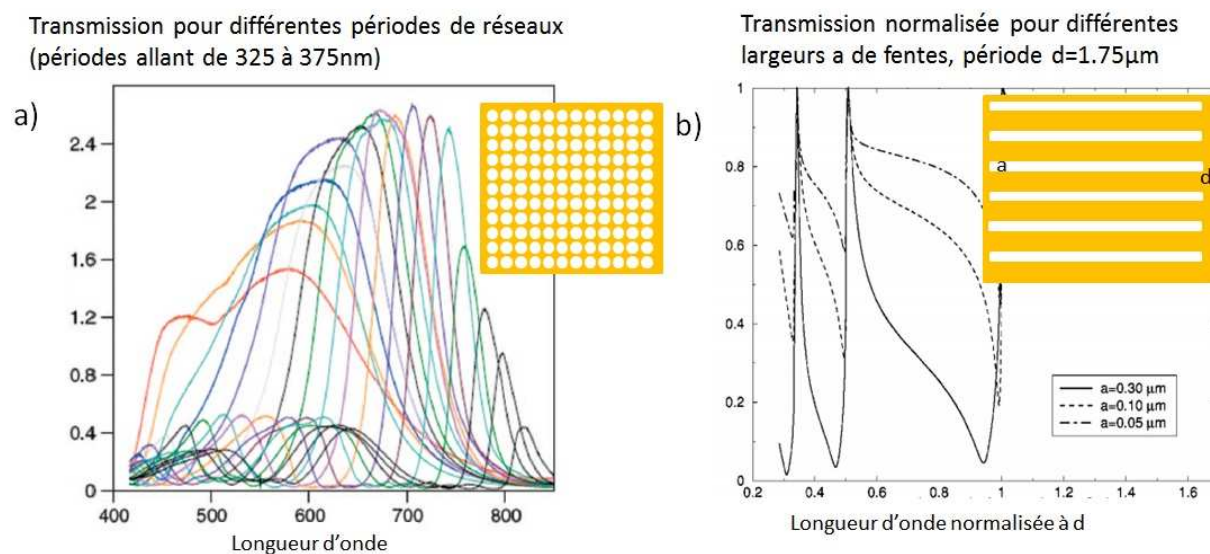 Transmission pour différentes périodes de réseaux
(périodes allant de 325 à 375nm)
a)
2.4
2
1.6
1.2
0.8
0.4
0
400
500
600
700
800
Longueur d'onde
Transmission normalisée pour différentes
largeurs a de fentes, période d=1.75µm
b)
1
0.8
0.6
0.4
0.2
0
0.2
0.4
0.6
0.8
1
1.2
1.4
1.6
a
d
a=0.30 µm
a=0.10 µm
a=0.05 µm
Longueur d'onde normalisée à d